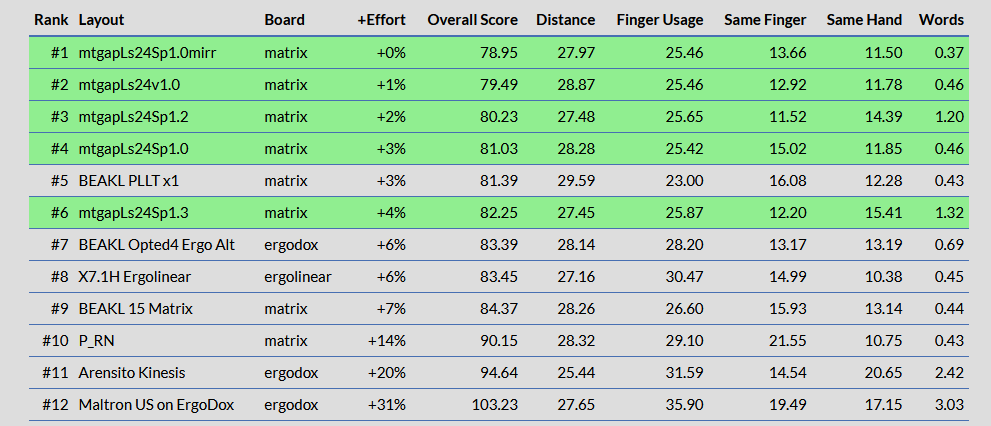 Rank Layout Board +Effort Overall Score Distance Finger Usage Same Finger Same Hand Words
#1 mtgapLs24Sp1.0mirr matrix +0% 78.95 27.97 25.46 13.66 11.50 0.37
#2 mtgapLs24v1.0 matrix +1% 79.49 28.87 25.46 12.92 11.78 0.46
#3 mtgapLs24Sp1.2 matrix +2% 80.23 27.48 25.65 11.52 14.39 1.20
#4 mtgapLs24Sp1.0 matrix +3% 81.03 28.28 25.42 15.02 11.85 0.46
#5 BEAKL PLLT x1 matrix +3% 81.39 29.59 23.00 16.08 12.28 0.43
#6 mtgapLs24Sp1.3 matrix +4% 82.25 27.45 25.87 12.20 15.41 1.32
#7 BEAKL Opted4 Ergo Alt ergodox +6% 83.39 28.14 28.20 13.17 13.19 0.69
#8 X7.1H Ergolinear ergolinear +6% 83.45 27.16 30.47 14.99 10.38 0.45
#9 BEAKL 15 Matrix matrix +7% 84.37 28.26 26.60 15.93 13.14 0.44
#10 P_RN matrix +14% 90.15 28.32 29.10 21.55 10.75 0.43
#11 Arensito Kinesis ergodox +20% 94.64 25.44 31.59 14.54 20.65 2.42
#12 Maltron US on ErgoDox ergodox +31% 103.23 27.65 35.90 19.49 17.15 3.03